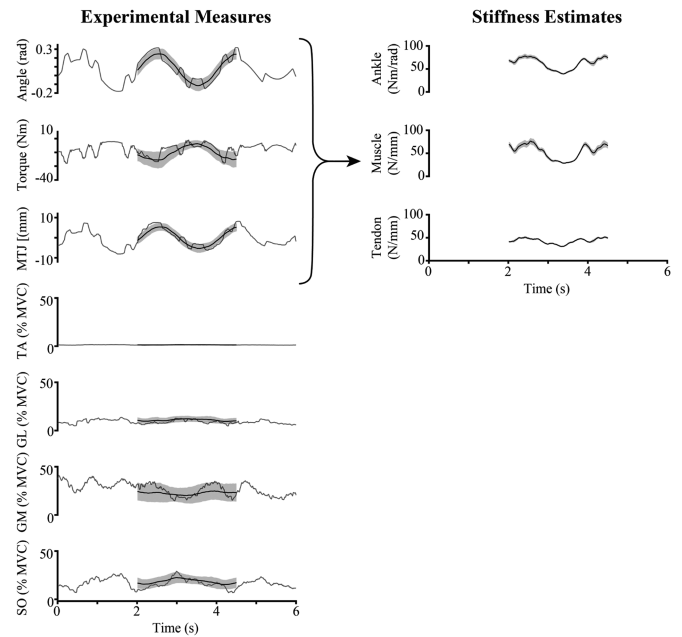 Experimental Measures
Angle (rad)
0.3
-0.2
Torque (Nm)
10
-40
MTJ [(mm)
10
-10
TA (% MVC)
50
0
GL (% MVC)
50
0
GM (% MVC)
50
0
SO (% MVC)
50
0
0 2 4 6
Time (s)
Stiffness Estimates
Ankle
(Nm/rad)
100
50
0
Muscle
(N/mm)
100
50
0
Tendon
(N/mm)
100
50
0
0 2 4 6
Time (s)